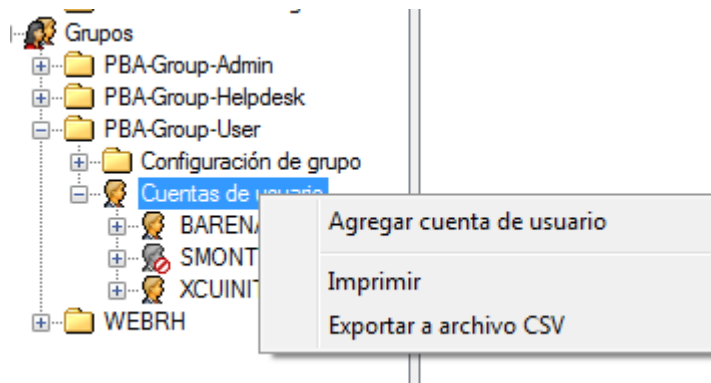 Grupos
PBA-Group-Admin
PBA-Group-Helpdesk
PBA-Group-User
Configuración de grupo
Cuentas de usuario
Agregar cuenta de usuario
Imprimir
Exportar a archivo CSV
WEBRH